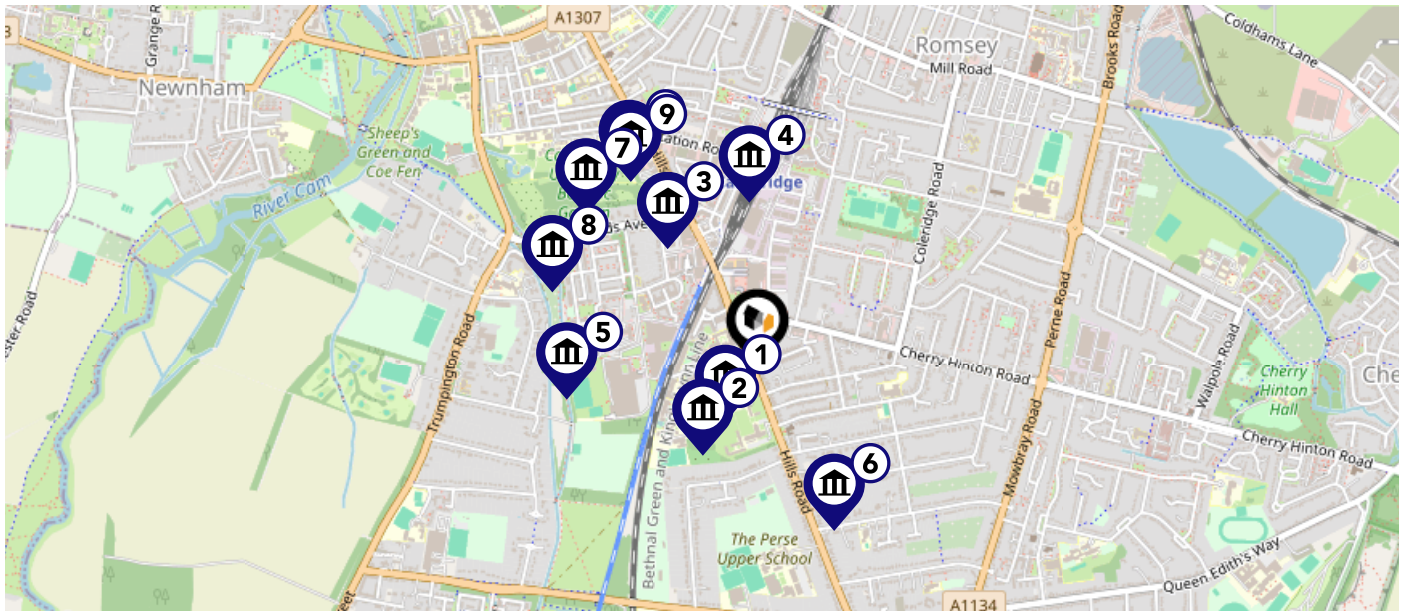 A1307
3
Grange R
Newnham
Sheep's
Green and
Coe Fen
River Cam
Romsey
Mill Road
Brooks Road
Coldhams Lane
9
7
4
3
8
5
1
2
6
Coleridge Road
Perne Road
Trumpington Road
Cherry Hinton Road
Walpole Road
Cherry
Hinton
Hall
Che
Cherry Hinton Road
Mowbray Road
Hills Road
Bethnal Green and
The Perse
Upper School
Queen Edith's Way
A1134